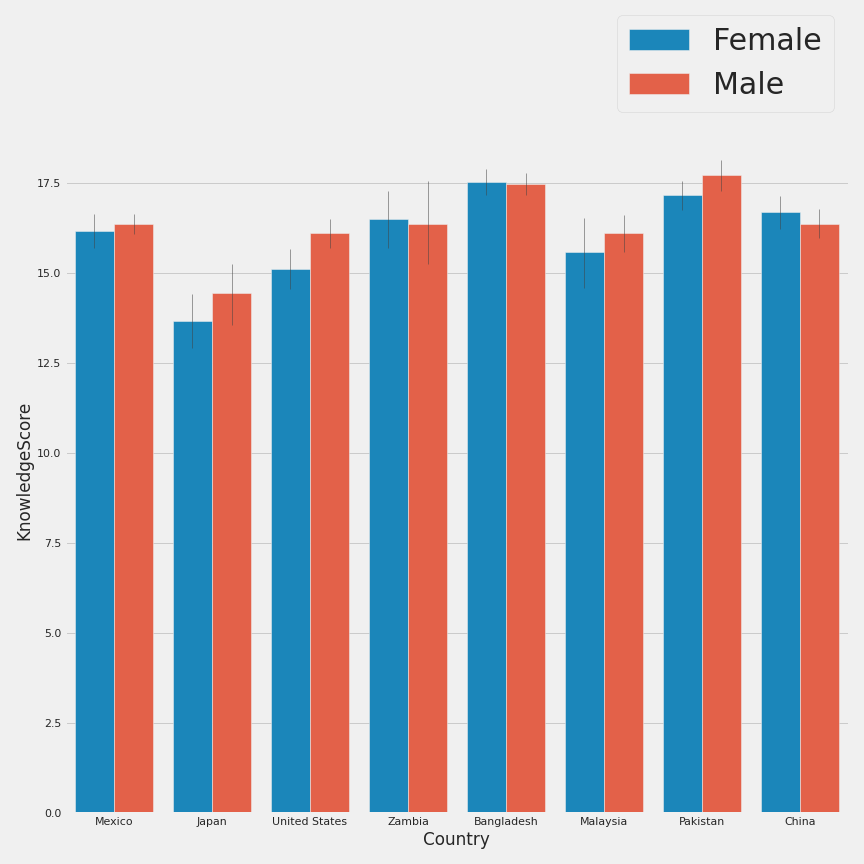 Female
Male
17.5
15.0
12.5
10.0
7.5
5.0
2.5
0.0
KnowledgeScore
Mexico Japan United States Zambia Bangladesh Malaysia Pakistan China
Country